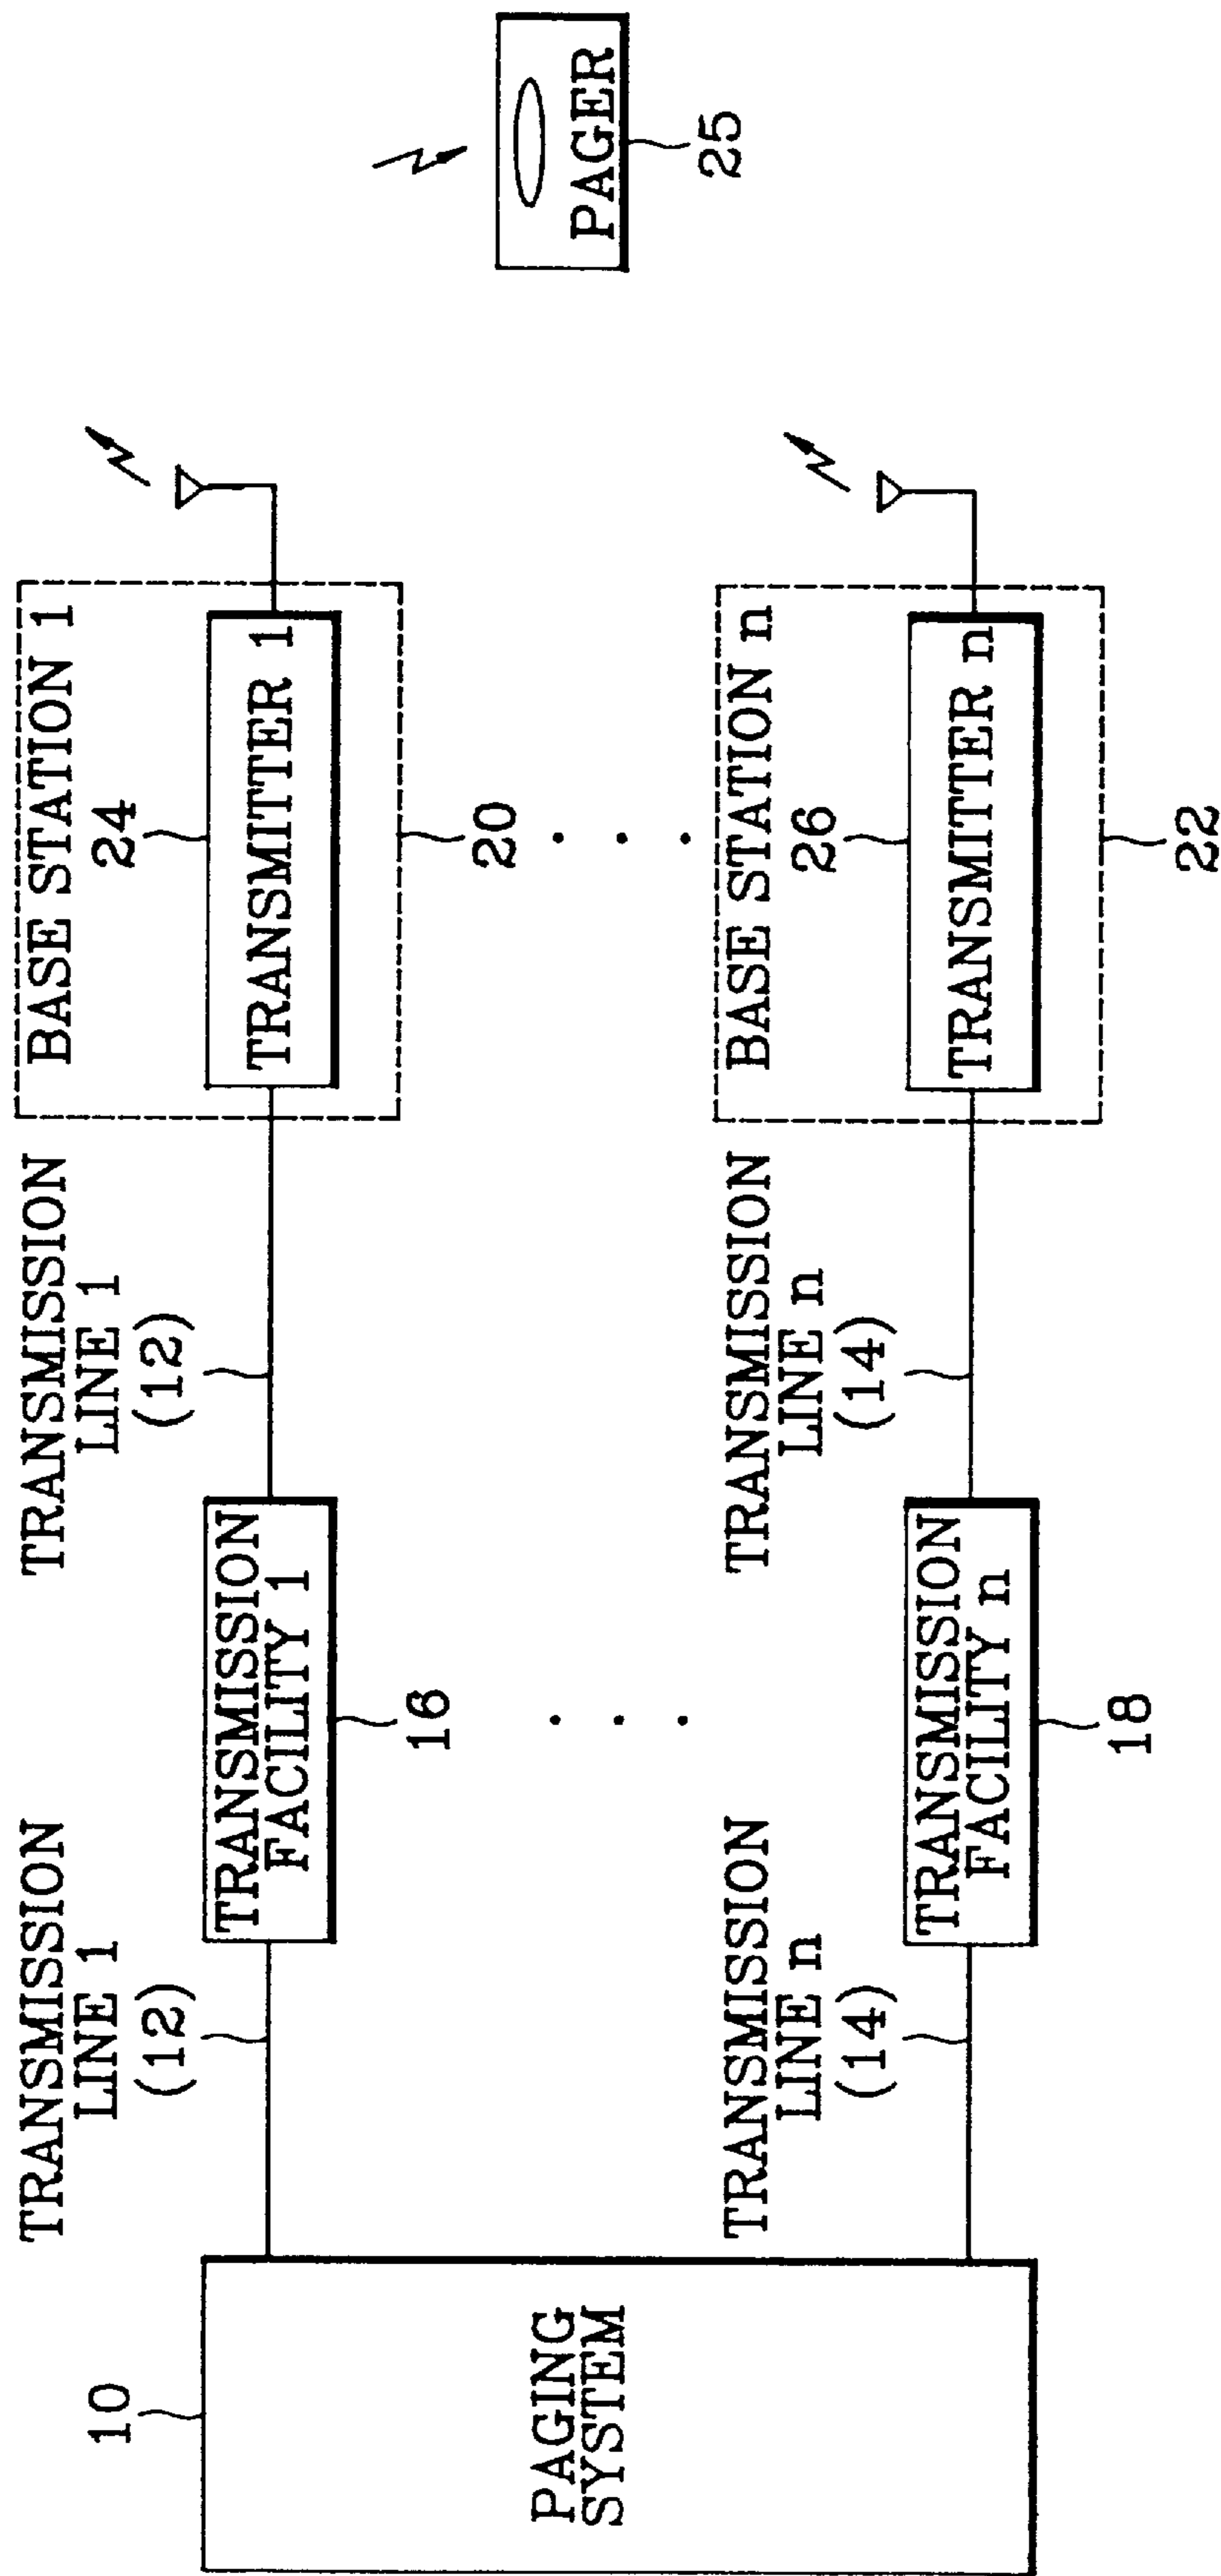 10
PAGING
SYSTEM
TRANSMISSION
LINE 1
(12)
TRANSMISSION
FACILITY 1
16
TRANSMISSION
LINE 1
(12)
BASE STATION 1
24
TRANSMITTER 1
20
TRANSMISSION
LINE n
(14)
TRANSMISSION
FACILITY n
18
TRANSMISSION
LINE n
(14)
BASE STATION n
26
TRANSMITTER n
22
PAGER
25